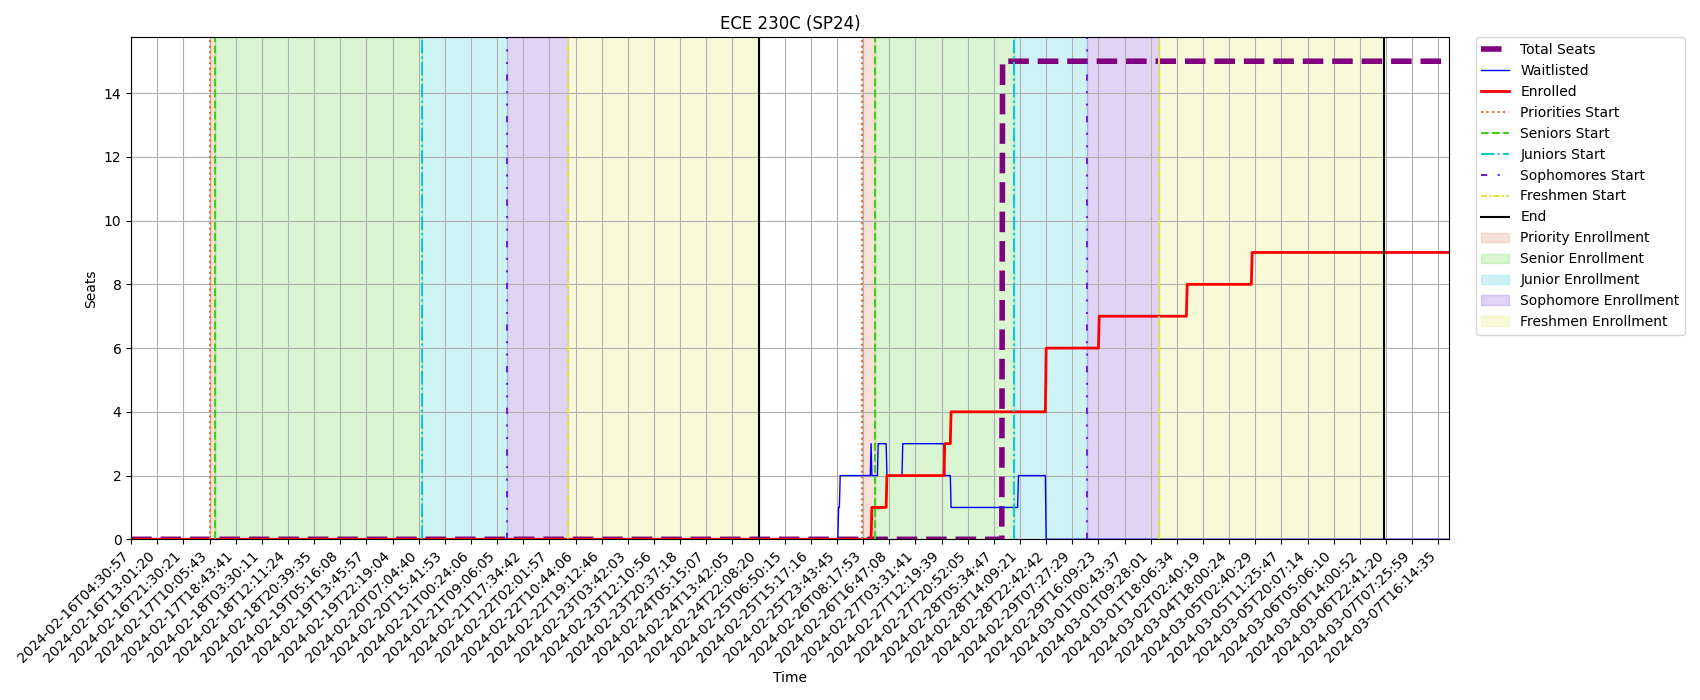 ECE 230C (SP24)
Seats
14
12
10
8
6
4
2
0
2024-02-16T04:30:57
2024-02-16T13:01:20
2024-02-16T21:30:21
2024-02-17T10:05:43
2024-02-17T18:43:41
2024-02-18T03:30:11
2024-02-18T12:11:24
2024-02-18T20:39:35
2024-02-19T05:16:08
2024-02-19T13:45:57
2024-02-19T22:19:04
2024-02-20T07:04:40
2024-02-20T15:41:53
2024-02-21T00:24:06
2024-02-21T09:06:05
2024-02-21T17:34:42
2024-02-22T02:01:57
2024-02-22T10:44:06
2024-02-22T19:12:46
2024-02-23T03:42:03
2024-02-23T12:10:56
2024-02-23T20:37:18
2024-02-24T05:15:07
2024-02-24T13:42:05
2024-02-24T22:08:20
2024-02-25T06:50:15
2024-02-25T15:17:16
2024-02-25T23:43:45
2024-02-26T08:17:53
2024-02-26T16:47:08
2024-02-27T03:31:41
2024-02-27T12:19:39
2024-02-27T20:52:05
2024-02-28T05:34:47
2024-02-28T14:09:21
2024-02-28T22:42:42
2024-02-29T07:27:29
2024-02-29T16:09:23
2024-03-01T00:43:37
2024-03-01T09:28:01
2024-03-01T18:06:34
2024-03-02T02:40:19
2024-03-04T18:00:24
2024-03-05T02:40:29
2024-03-05T11:25:47
2024-03-05T20:07:14
2024-03-06T05:06:10
2024-03-06T14:00:52
2024-03-06T22:41:20
2024-03-07T07:25:59
2024-03-07T16:14:35
Time
Total Seats
Waitlisted
Enrolled
Priorities Start
Seniors Start
Juniors Start
Sophomores Start
Freshmen Start
End
Priority Enrollment
Senior Enrollment
Junior Enrollment
Sophomore Enrollment
Freshmen Enrollment